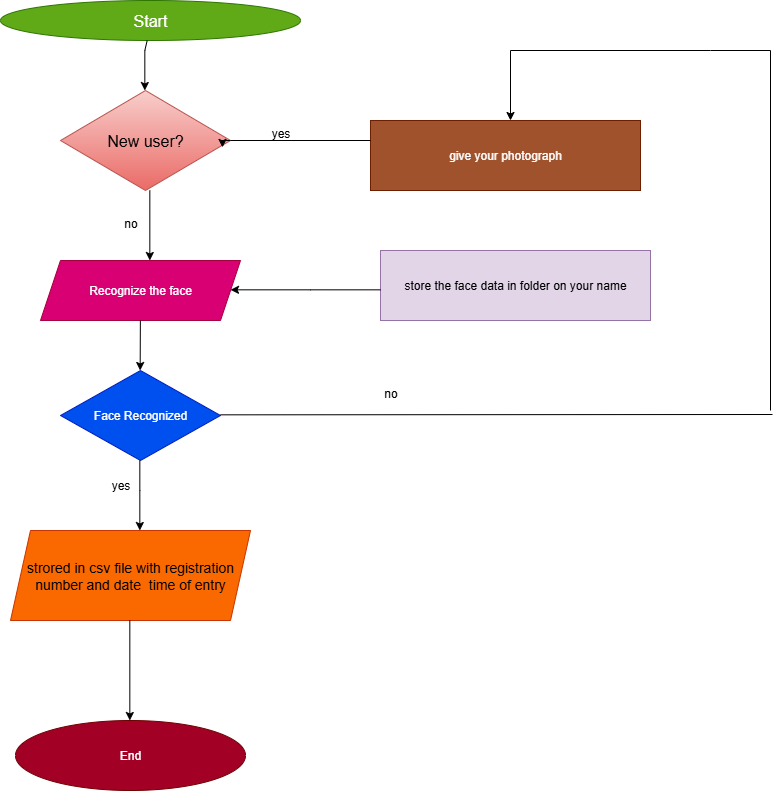 Start
New user?
yes
give your photograph
no
Recognize the face
store the face data in folder on your name
no
Face Recognized
yes
strored in csv file with registration
number and date  time of entry
End